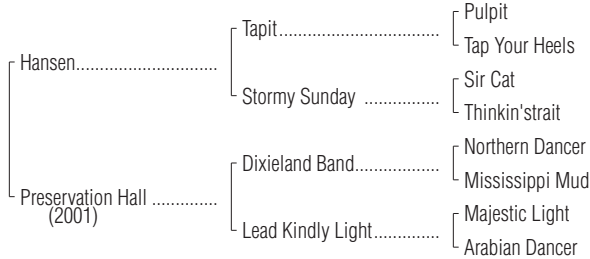 Pulpit
Tapit................................
Tap Your Heels
Hansen............................
Sir Cat
Stormy Sunday ...............
Thinkin'strait
Northern Dancer
Dixieland Band.................
Mississippi Mud
Preservation Hall .............
(2001)
Majestic Light
Lead Kindly Light.............
Arabian Dancer